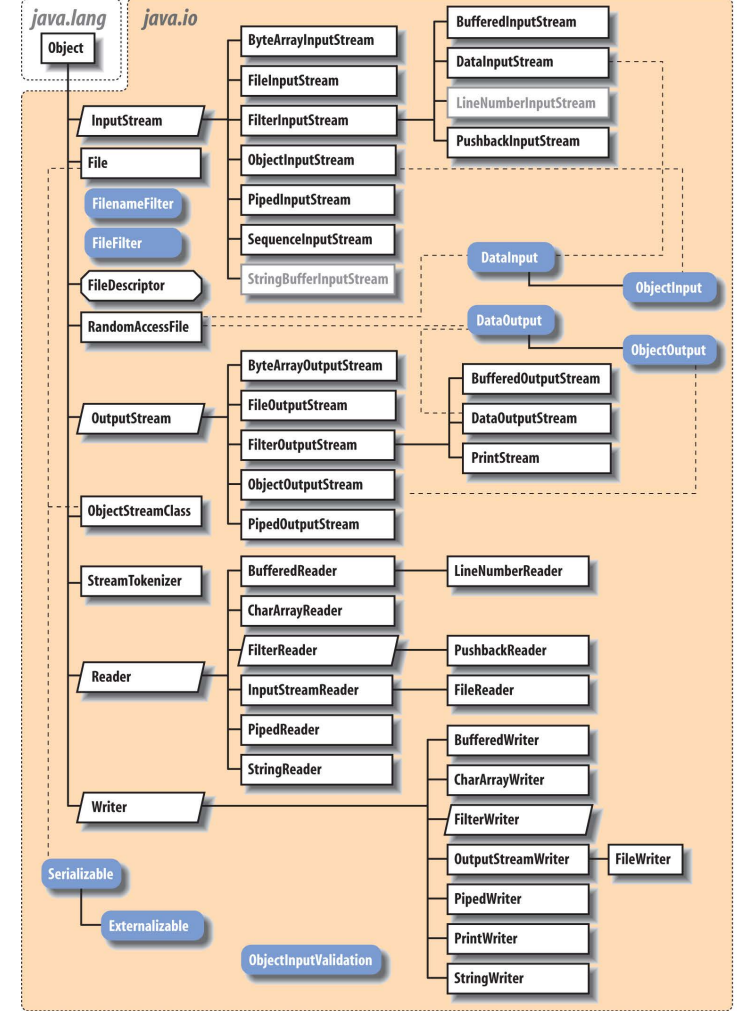 java.lang
java.io
Object
InputStream
File
FilenameFilter
FileFilter
FileDescriptor
RandomAccessFile
OutputStream
ObjectStreamClass
StreamTokenizer
Reader
Writer
Serializable
Externalizable
ByteArrayInputStream
FileInputStream
FilterInputStream
ObjectInputStream
PipedInputStream
SequenceInputStream
StringBufferInputStream
BufferedInputStream
DataInputStream
LineNumberInputStream
PushbackInputStream
DataInput
ObjectInput
DataOutput
ObjectOutput
ByteArrayOutputStream
FileOutputStream
FilterOutputStream
ObjectOutputStream
PipedOutputStream
BufferedOutputStream
DataOutputStream
PrintStream
BufferedReader
CharArrayReader
FilterReader
InputStreamReader
PipedReader
StringReader
LineNumberReader
PushbackReader
FileReader
BufferedWriter
CharArrayWriter
FilterWriter
OutputStreamWriter
PipedWriter
PrintWriter
StringWriter
FileWriter
ObjectInputValidation